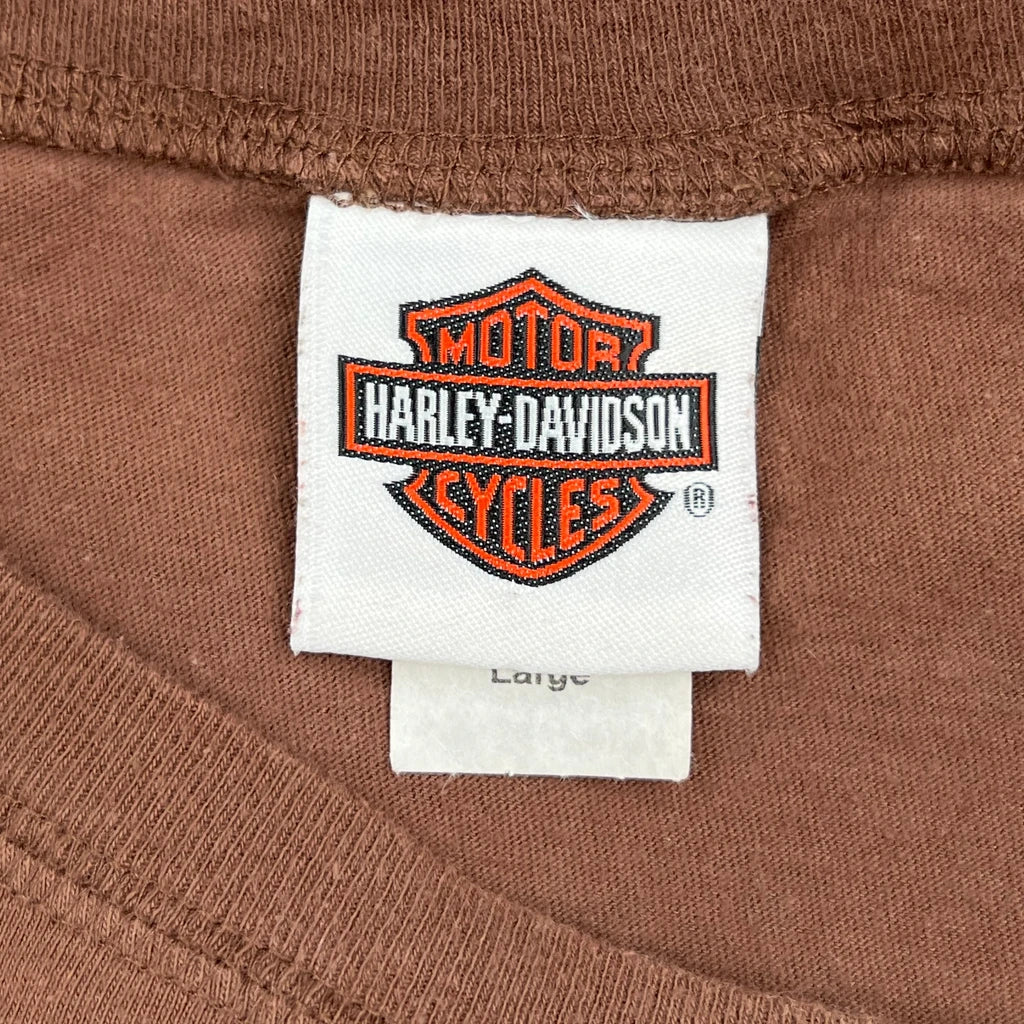 MOTOR
HARLEY-DAVIDSON
CYCLES
®
Large